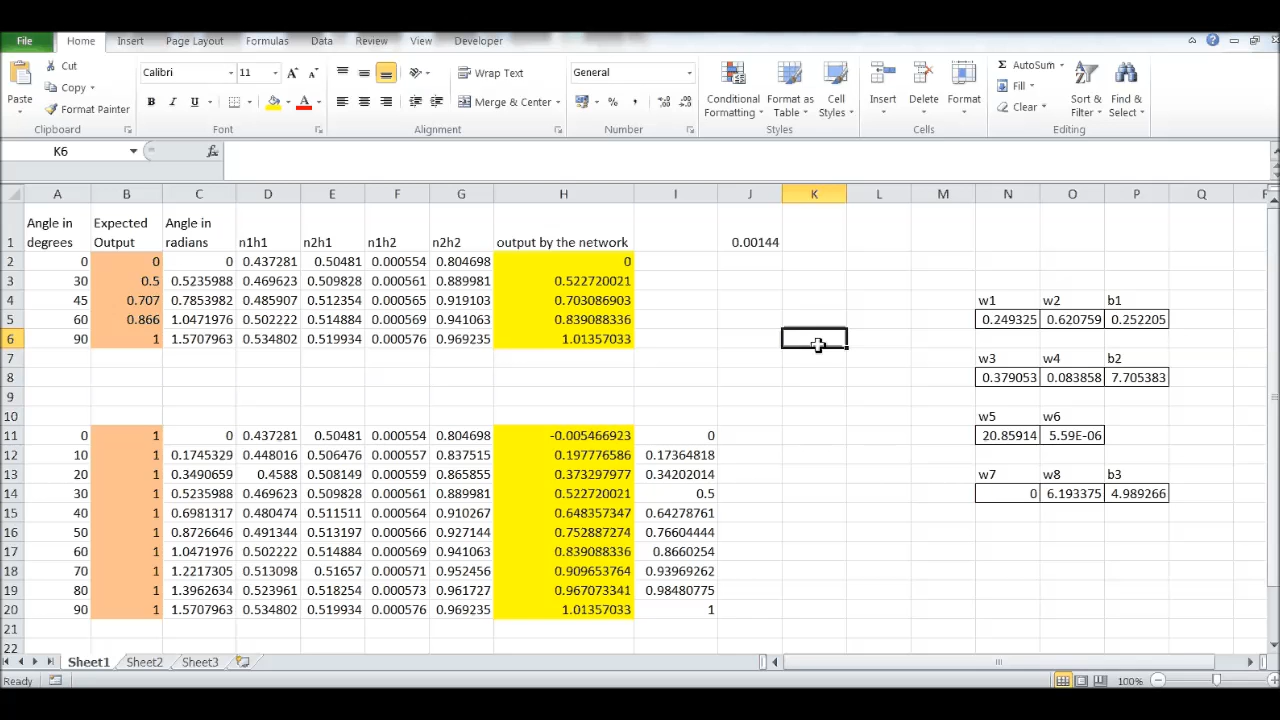 File Home Insert Page Layout Formulas Data Review View Developer
Cut Calibri 11 Wrap Text General AutoSum
Copy Fill
Paste Format Painter B I U Merge & Center % , Conditional Formatting Format as Table Cell Styles Insert Delete Format Clear Sort & Filter Find & Select
Clipboard Font Alignment Number Styles Cells Editing
K6 fx
A B C D E F G H I J K L M N O P Q
1 Angle in degrees Expected Output Angle in radians n1h1 n2h1 n1h2 n2h2 output by the network 0.00144
2 0 0 0 0.437281 0.50481 0.000554 0.804698 0
3 30 0.5 0.5235988 0.469623 0.509828 0.000561 0.889981 0.522720021
4 45 0.707 0.7853982 0.485907 0.512354 0.000565 0.919103 0.703086903 w1 w2 b1
5 60 0.866 1.0471976 0.502222 0.514884 0.000569 0.941063 0.839088336 0.249325 0.620759 0.252205
6 90 1 1.5707963 0.534802 0.519934 0.000576 0.969235 1.01357033
7 w3 w4 b2
8 0.379053 0.083858 7.705383
9
10 w5 w6
11 0 1 0 0.437281 0.50481 0.000554 0.804698 -0.005466923 0 20.85914 5.59E-06
12 10 1 0.1745329 0.448016 0.506476 0.000557 0.837515 0.197776586 0.17364818
13 20 1 0.3490659 0.4588 0.508149 0.000559 0.865855 0.373297977 0.34202014 w7 w8 b3
14 30 1 0.5235988 0.469623 0.509828 0.000561 0.889981 0.522720021 0.5 0 6.193375 4.989266
15 40 1 0.6981317 0.480474 0.511511 0.000564 0.910267 0.648357347 0.64278761
16 50 1 0.8726646 0.491344 0.513197 0.000566 0.927144 0.752887274 0.76604444
17 60 1 1.0471976 0.502222 0.514884 0.000569 0.941063 0.839088336 0.8660254
18 70 1 1.2217305 0.513098 0.51657 0.000571 0.952456 0.909653764 0.93969262
19 80 1 1.3962634 0.523961 0.518254 0.000573 0.961727 0.967073341 0.98480775
20 90 1 1.5707963 0.534802 0.519934 0.000576 0.969235 1.01357033 1
21
22
Sheet1 Sheet2 Sheet3
Ready 100%